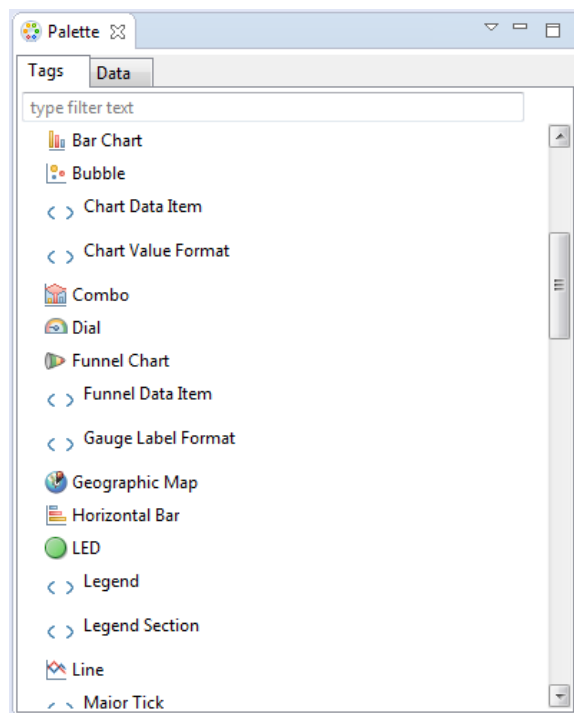 Palette
Tags Data
type filter text
Bar Chart
Bubble
Chart Data Item
Chart Value Format
Combo
Dial
Funnel Chart
Funnel Data Item
Gauge Label Format
Geographic Map
Horizontal Bar
LED
Legend
Legend Section
Line
Major Tick